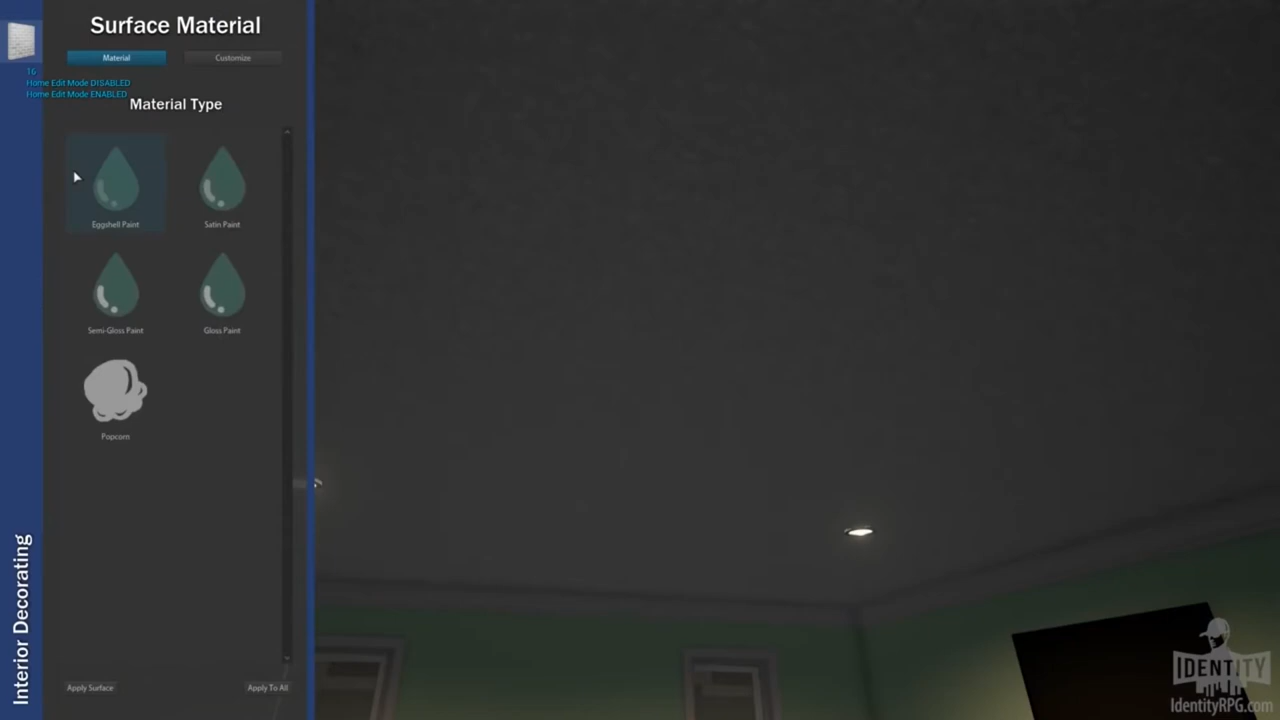 Surface Material
Material
Customize
16
Home Edit Mode DISABLED
Home Edit Mode ENABLED
Material Type
Eggshell Paint
Satin Paint
Semi-Gloss Paint
Gloss Paint
Popcorn
Interior Decorating
Apply Surface
Apply To All
IDENTITY
IdentityRPG.com